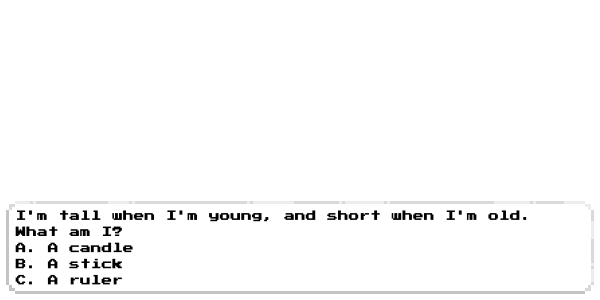 I'm tall when I'm young, and short when I'm old.
What am I?
A. A candle
B. A stick
C. A ruler